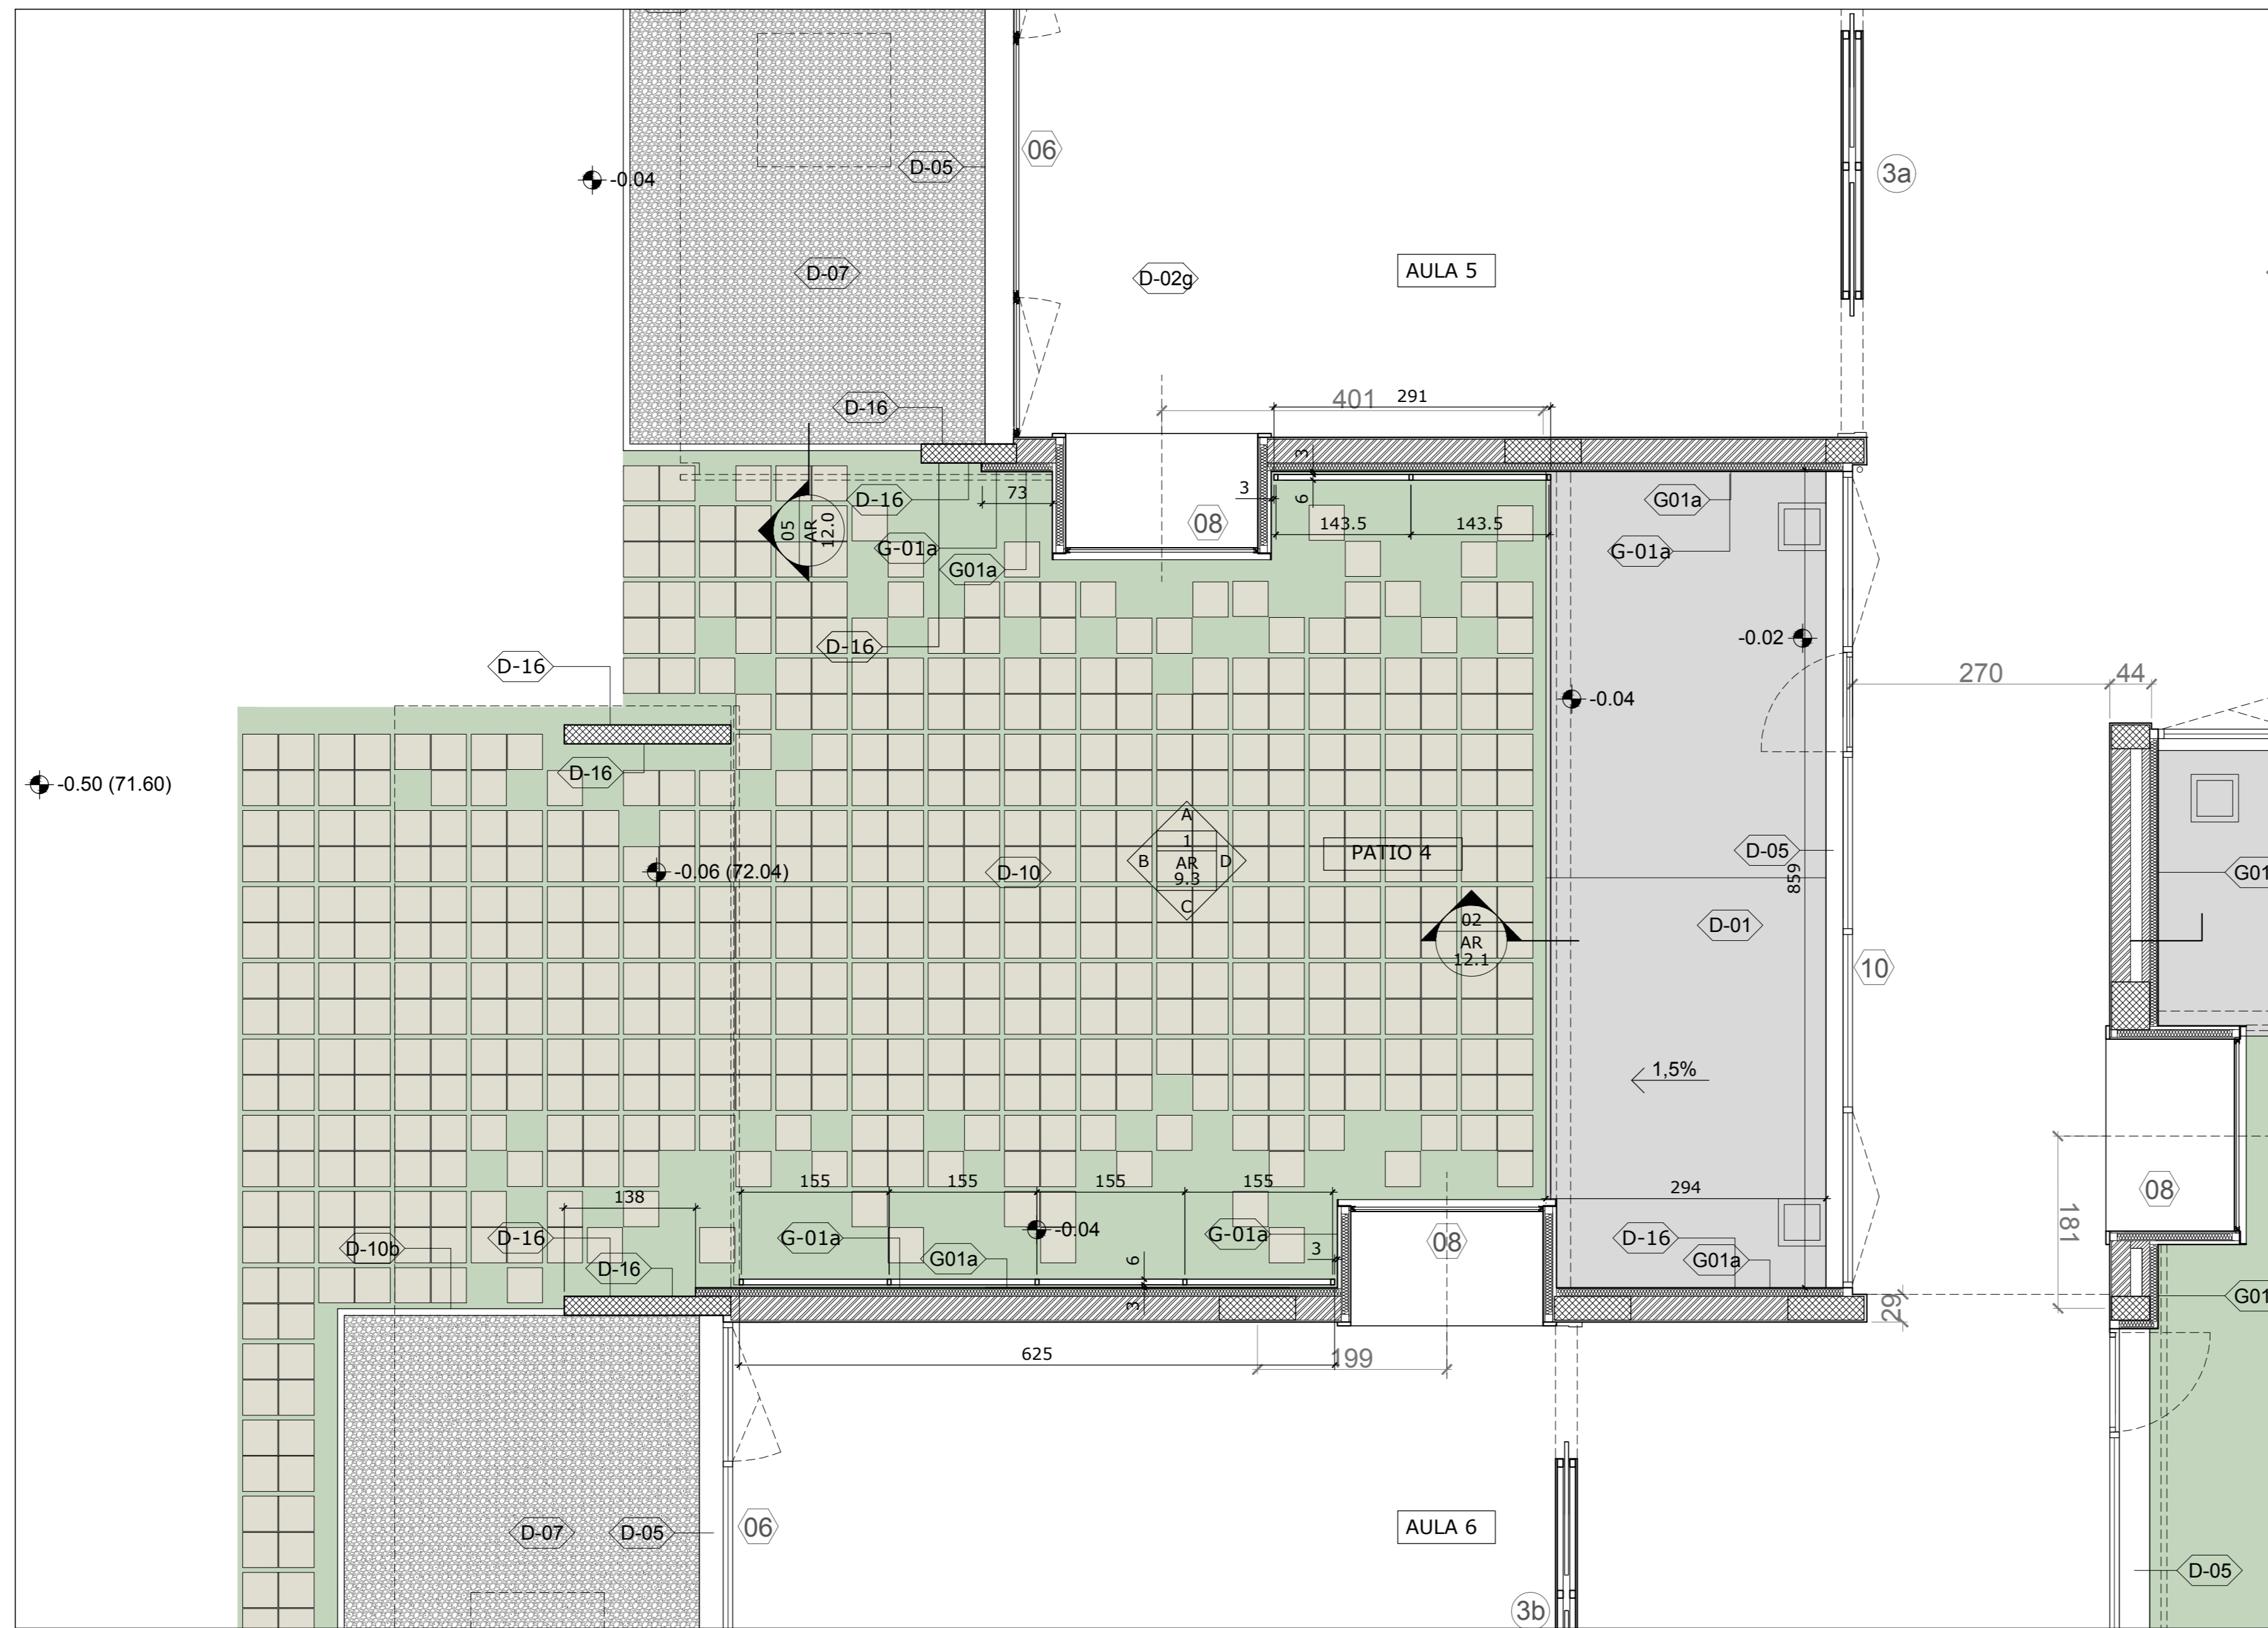 06
3a
D-05
-0.04
D-07
D-02g
AULA 5
D-16
401
291
3
73
D-16
3
6
G01a
08
143.5
143.5
05
AR
12.0
G-01a
G-01a
G01a
-0.02
D-16
D-16
270
44
-0.04
D-16
-0.50 (71.60)
A
1
B
AR
D
9.3
C
PATIO 4
D-05
-0.06 (72.04)
D-10
859
02
AR
12.1
D-01
10
1,5%
155
155
155
155
294
08
138
181
D-10b
D-16
G-01a
-0.04
G-01a
08
D-16
D-16
G01a
6
3
G01a
3
29
625
199
D-07
D-05
06
AULA 6
D-05
3b